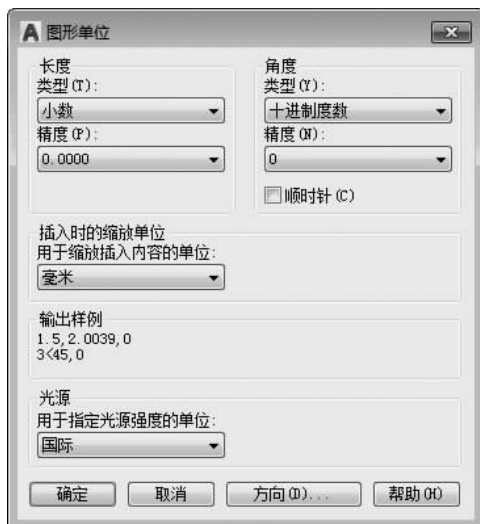 图形单位
长度
类型(T):
小数
精度(P):
0.0000
角度
类型(Y):
十进制度数
精度(N):
0
顺时针(C)
插入时的缩放单位
用于缩放插入内容的单位:
毫米
输出样例
1.5,2.0039,0
3<45,0
光源
用于指定光源强度的单位:
国际
确定
取消
方向(D)...
帮助(H)